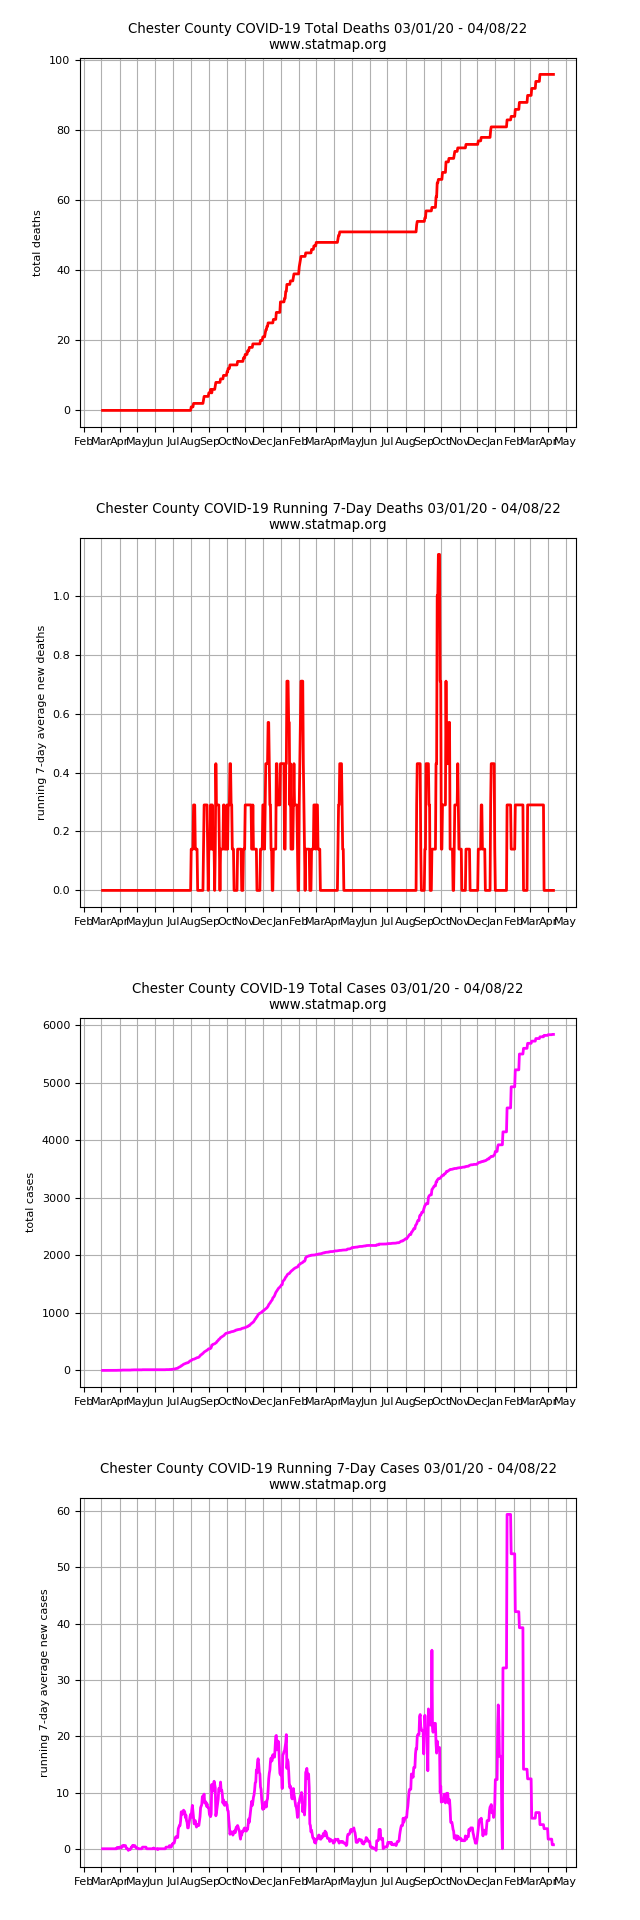 Chester County COVID-19 Total Deaths 03/01/20 - 04/08/22
www.statmap.org
100
80
60
40
20
0
total deaths
Feb Mar Apr May Jun Jul Aug Sep Oct Nov Dec Jan Feb Mar Apr May Jun Jul Aug Sep Oct Nov Dec Jan Feb Mar Apr May
Chester County COVID-19 Running 7-Day Deaths 03/01/20 - 04/08/22
www.statmap.org
1.0
0.8
0.6
0.4
0.2
0.0
running 7-day average new deaths
Feb Mar Apr May Jun Jul Aug Sep Oct Nov Dec Jan Feb Mar Apr May Jun Jul Aug Sep Oct Nov Dec Jan Feb Mar Apr May
Chester County COVID-19 Total Cases 03/01/20 - 04/08/22
www.statmap.org
6000
5000
4000
3000
2000
1000
0
total cases
Feb Mar Apr May Jun Jul Aug Sep Oct Nov Dec Jan Feb Mar Apr May Jun Jul Aug Sep Oct Nov Dec Jan Feb Mar Apr May
Chester County COVID-19 Running 7-Day Cases 03/01/20 - 04/08/22
www.statmap.org
60
50
40
30
20
10
0
running 7-day average new cases
Feb Mar Apr May Jun Jul Aug Sep Oct Nov Dec Jan Feb Mar Apr May Jun Jul Aug Sep Oct Nov Dec Jan Feb Mar Apr May